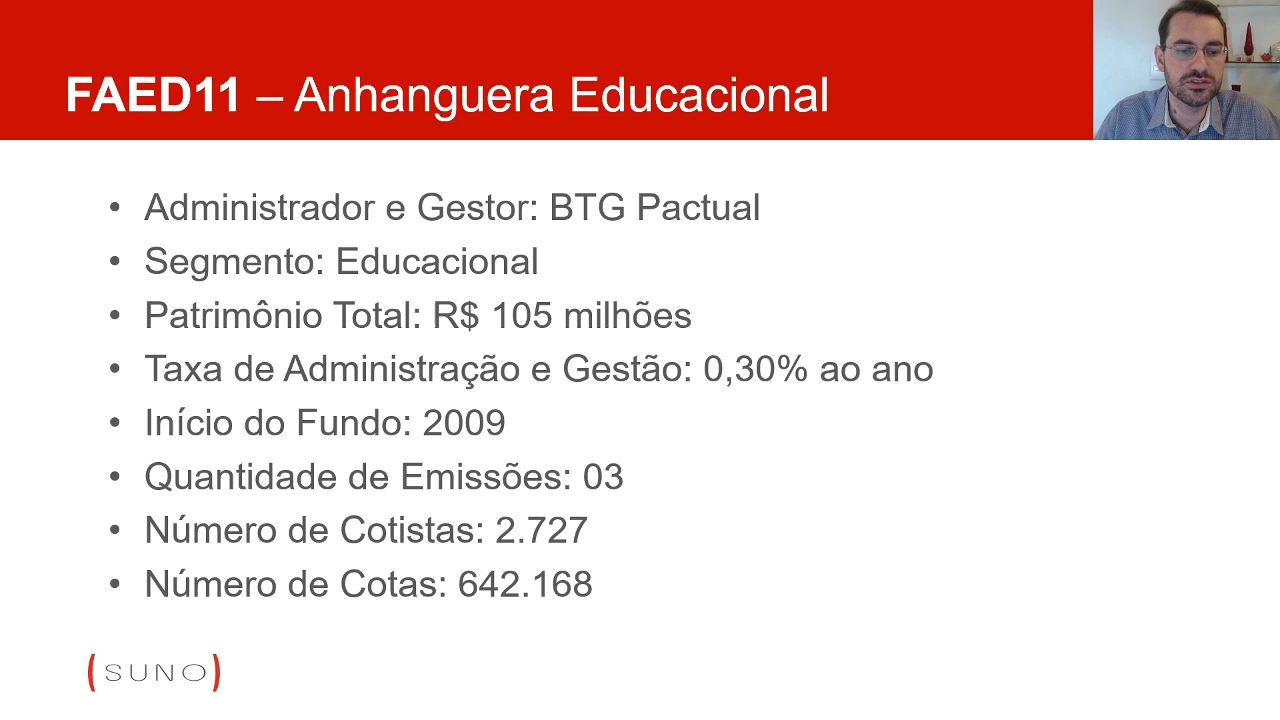 FAED11 – Anhanguera Educacional
• Administrador e Gestor: BTG Pactual
• Segmento: Educacional
• Patrimônio Total: R$ 105 milhões
• Taxa de Administração e Gestão: 0,30% ao ano
• Início do Fundo: 2009
• Quantidade de Emissões: 03
• Número de Cotistas: 2.727
• Número de Cotas: 642.168
(SUNO)